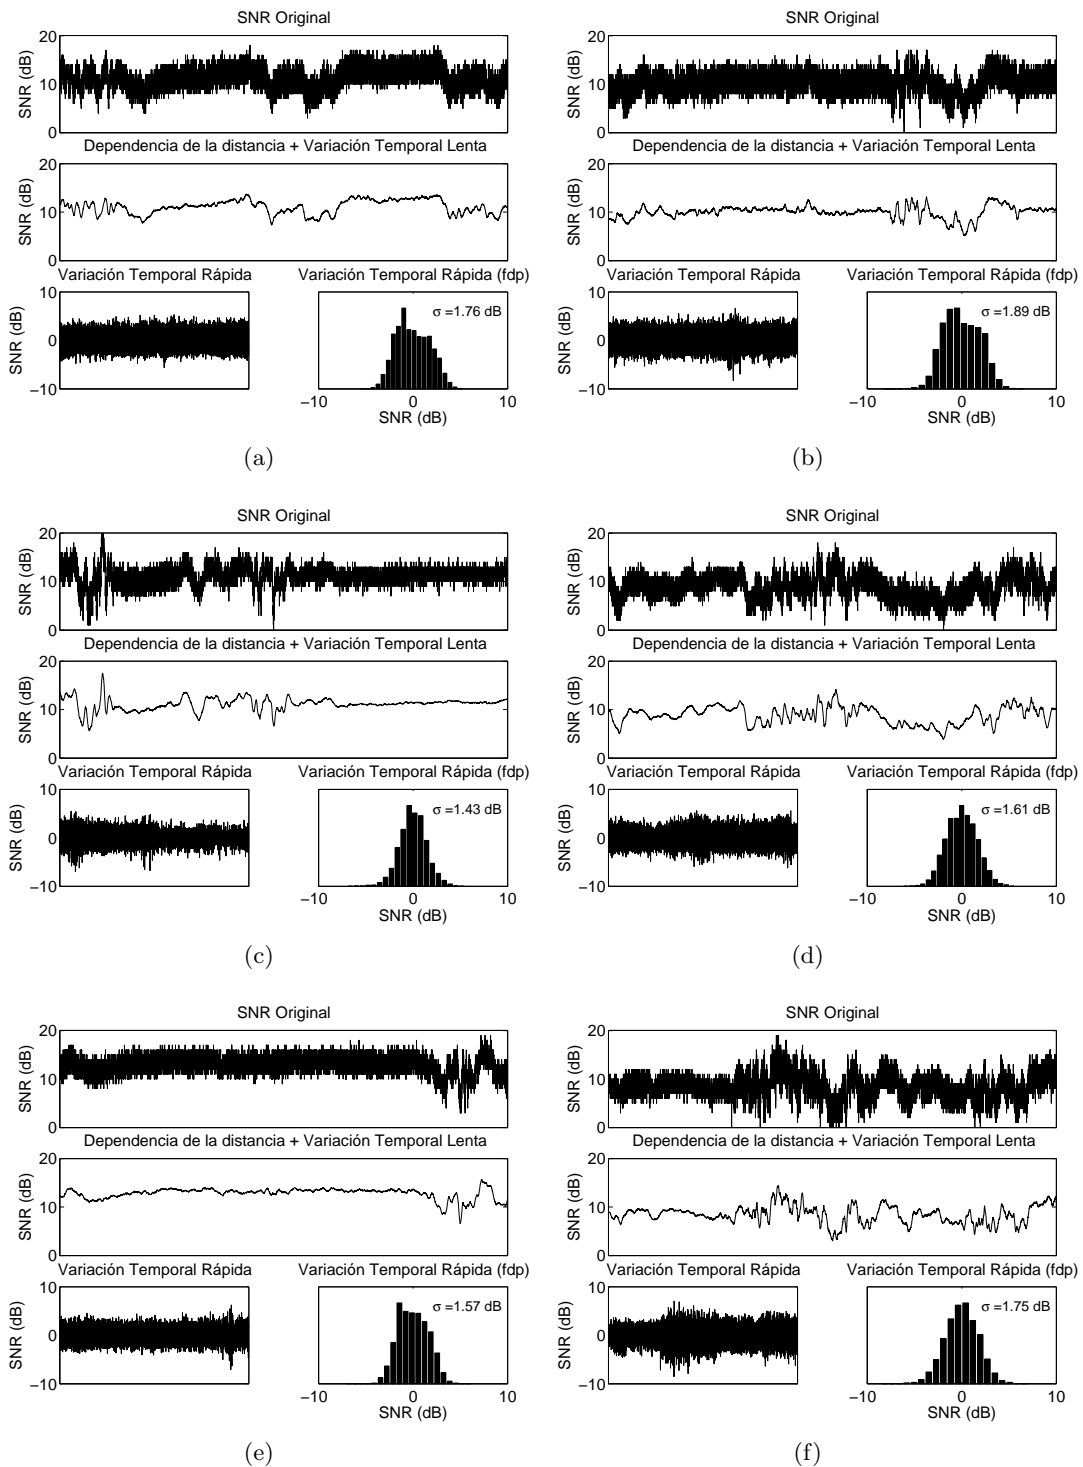 SNR Original
SNR (dB)
20
10
0
Dependencia de la distancia + Variación Temporal Lenta
SNR (dB)
20
10
0
Variación Temporal Rápida
SNR (dB)
10
0
−10
Variación Temporal Rápida (fdp)
σ =1.76 dB
−10 0 10
SNR (dB)
(a)
SNR Original
SNR (dB)
20
10
0
Dependencia de la distancia + Variación Temporal Lenta
SNR (dB)
20
10
0
Variación Temporal Rápida
SNR (dB)
10
0
−10
Variación Temporal Rápida (fdp)
σ =1.89 dB
−10 0 10
SNR (dB)
(b)
SNR Original
SNR (dB)
20
10
0
Dependencia de la distancia + Variación Temporal Lenta
SNR (dB)
20
10
0
Variación Temporal Rápida
SNR (dB)
10
0
−10
Variación Temporal Rápida (fdp)
σ =1.43 dB
−10 0 10
SNR (dB)
(c)
SNR Original
SNR (dB)
20
10
0
Dependencia de la distancia + Variación Temporal Lenta
SNR (dB)
20
10
0
Variación Temporal Rápida
SNR (dB)
10
0
−10
Variación Temporal Rápida (fdp)
σ =1.61 dB
−10 0 10
SNR (dB)
(d)
SNR Original
SNR (dB)
20
10
0
Dependencia de la distancia + Variación Temporal Lenta
SNR (dB)
20
10
0
Variación Temporal Rápida
SNR (dB)
10
0
−10
Variación Temporal Rápida (fdp)
σ =1.57 dB
−10 0 10
SNR (dB)
(e)
SNR Original
SNR (dB)
20
10
0
Dependencia de la distancia + Variación Temporal Lenta
SNR (dB)
20
10
0
Variación Temporal Rápida
SNR (dB)
10
0
−10
Variación Temporal Rápida (fdp)
σ =1.75 dB
−10 0 10
SNR (dB)
(f)